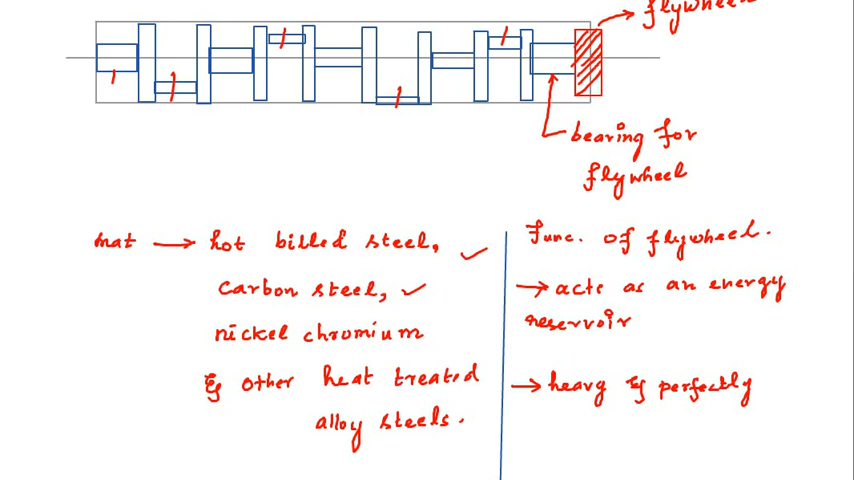 flywheel
bearing for
flywheel
mat → hot billed steel,
carbon steel,
nickel chromium
& other heat treated
alloy steels.
func. of flywheel.
→ acts as an energy
reservoir
→ heavy & perfectly